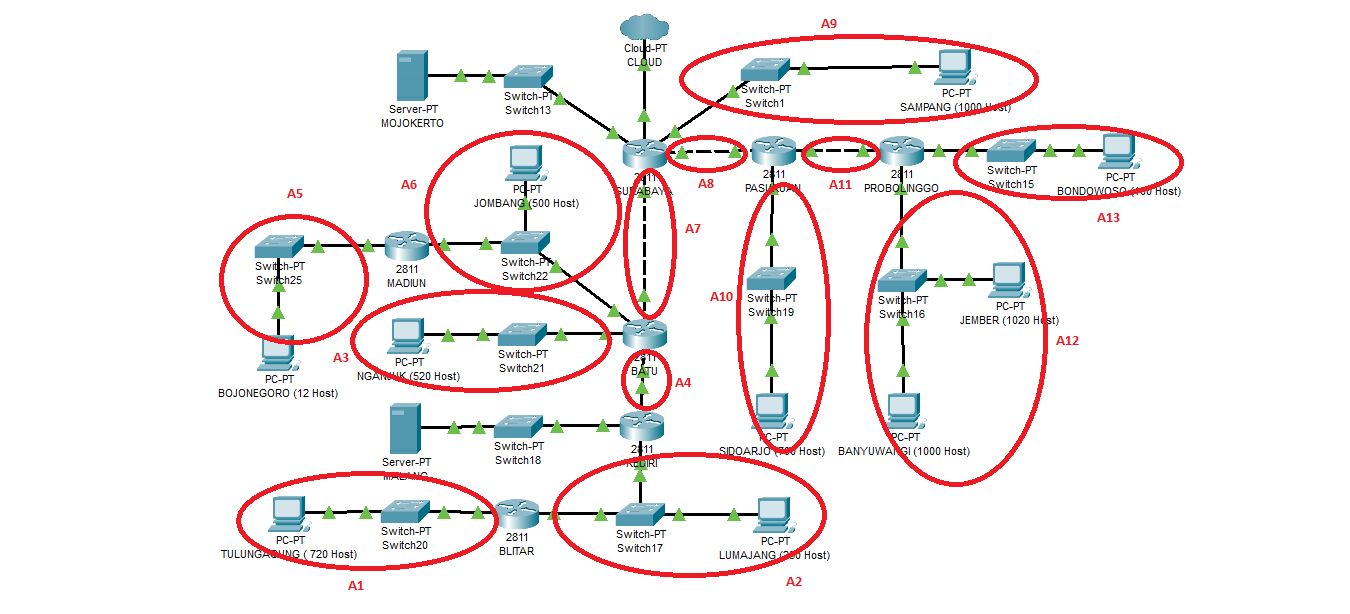 A9
Cloud-PT
CLOUD
Switch-PT
Switch1
PC-PT
SAMPANG (1000 Host)
Server-PT
MOJOKERTO
Switch-PT
Switch13
2811
SURABAYA
A8
2811
PASURUAN
A11
2811
PROBOLINGGO
Switch-PT
Switch15
PC-PT
BONDOWOSO
Host)
A13
A6
PC-PT
JOMBANG (500 Host)
A5
Switch-PT
Switch25
2811
MADIUN
Switch-PT
Switch22
A7
A10
Switch-PT
Switch19
Switch-PT
Switch16
PC-PT
JEMBER (1020 Host)
A12
A3
PC-PT
NGANJUK (520 Host)
Switch-PT
Switch21
2811
BATU
A4
PC-PT
BOJONEGORO (12 Host)
PC-PT
SIDOARJO
Host)
PC-PT
BANYUWANGI (1000 Host)
Server-PT
MALANG
Switch-PT
Switch18
2811
KEDIRI
PC-PT
TULUNGAGUNG ( 720 Host)
Switch-PT
Switch20
2811
BLITAR
Switch-PT
Switch17
PC-PT
LUMAJANG
Host)
A1
A2